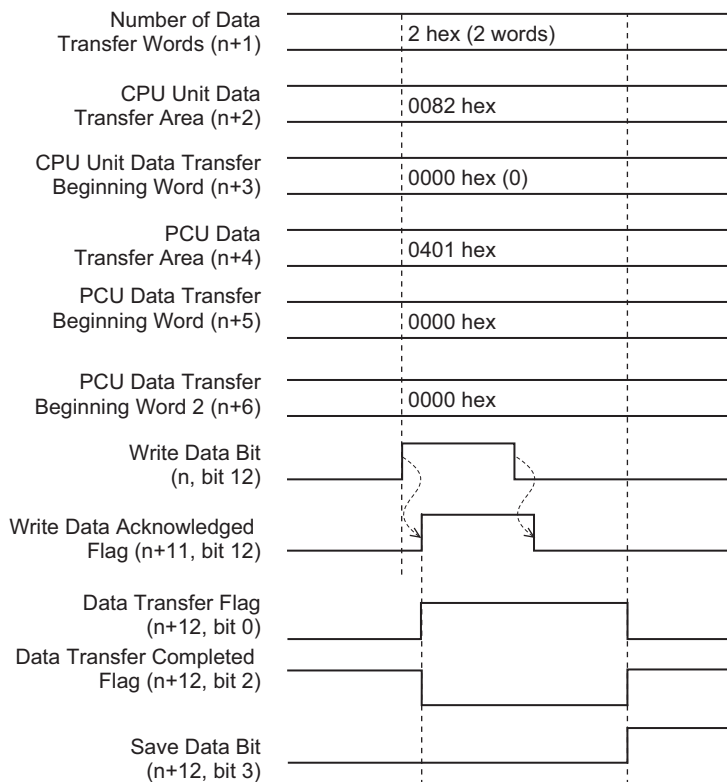 Number of Data
Transfer Words (n+1)
2 hex (2 words)
CPU Unit Data
Transfer Area (n+2)
0082 hex
CPU Unit Data Transfer
Beginning Word (n+3)
0000 hex (0)
PCU Data
Transfer Area (n+4)
0401 hex
PCU Data Transfer
Beginning Word (n+5)
0000 hex
PCU Data Transfer
Beginning Word 2 (n+6)
0000 hex
Write Data Bit
(n, bit 12)
Write Data Acknowledged
Flag (n+11, bit 12)
Data Transfer Flag
(n+12, bit 0)
Data Transfer Completed
Flag (n+12, bit 2)
Save Data Bit
(n+12, bit 3)